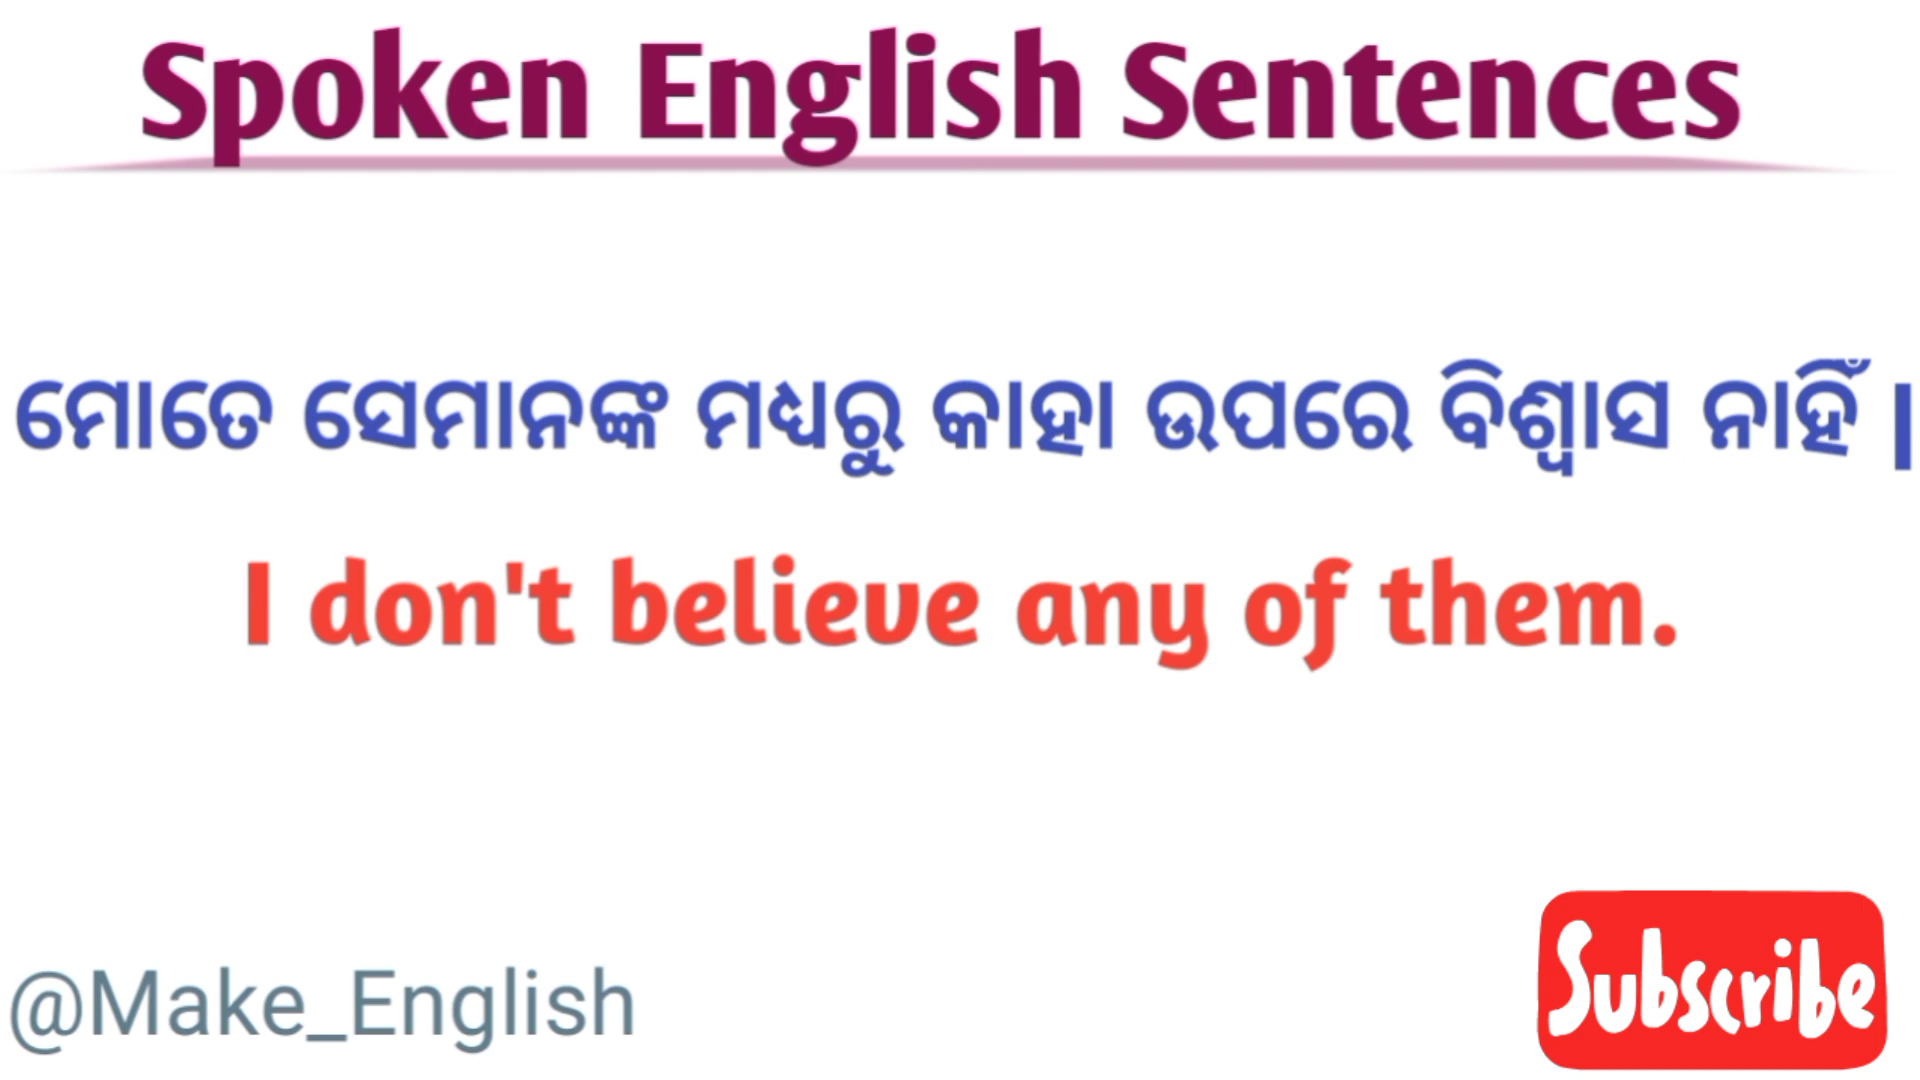 Spoken English Sentences
ମୋତେ ସେମାନଙ୍କ ମଧ୍ୟରୁ କାହା ଉପରେ ବିଶ୍ୱାସ ନାହିଁ |
I don't believe any of them.
@Make_English
Subscribe